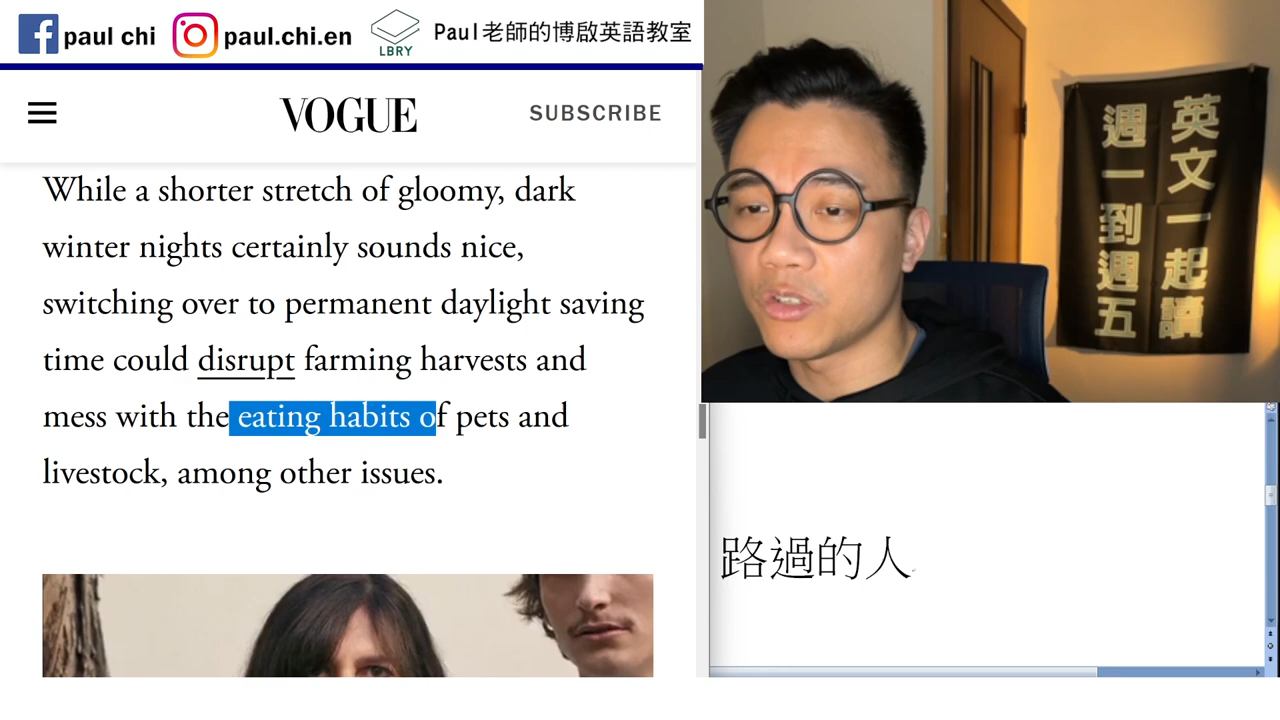 paul chi
paul.chi.en
LBRY
Paul老師的博啟英語教室
VOGUE
SUBSCRIBE
While a shorter stretch of gloomy, dark
winter nights certainly sounds nice,
switching over to permanent daylight saving
time could disrupt farming harvests and
mess with the eating habits of pets and
livestock, among other issues.
英文一起讀
週一到週五
路過的人